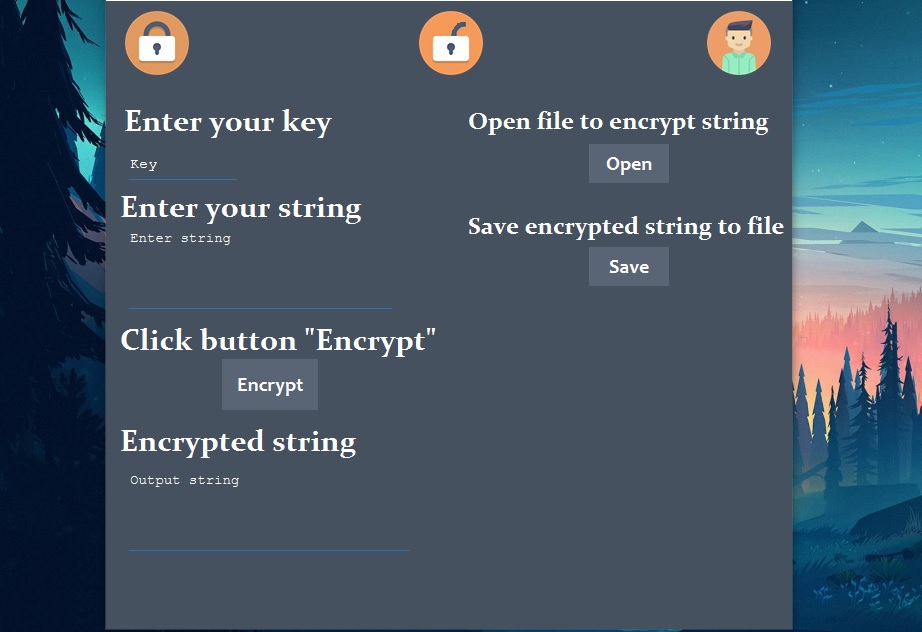 Enter your key
Key
Enter your string
Enter string
Click button "Encrypt"
Encrypt
Encrypted string
Output string
Open file to encrypt string
Open
Save encrypted string to file
Save